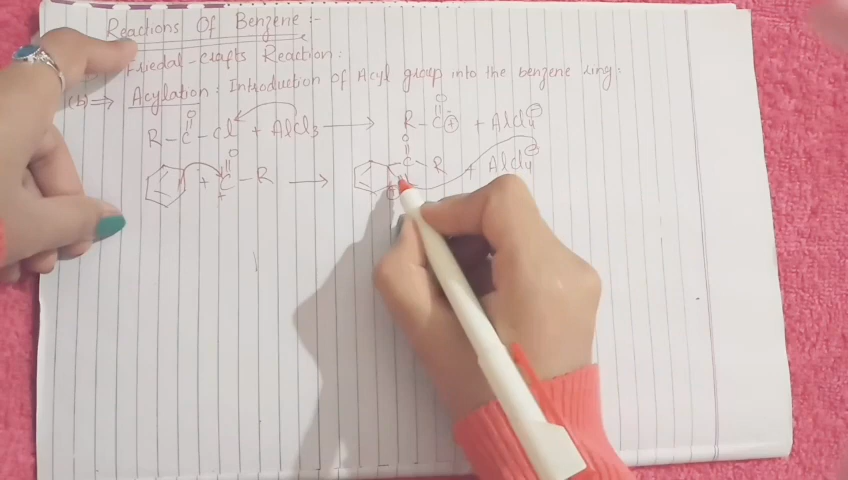 Reactions Of Benzene :-
Friedal-crafts Reaction :
(b) ⇒ Acylation : Introduction of Acyl group into the benzene ring :
R - C(=O) - Cl + AlCl3 → R - C(=O)⊕ + AlCl4⊖
+ C(=O)+ - R → C(=O) - R + AlCl4⊖